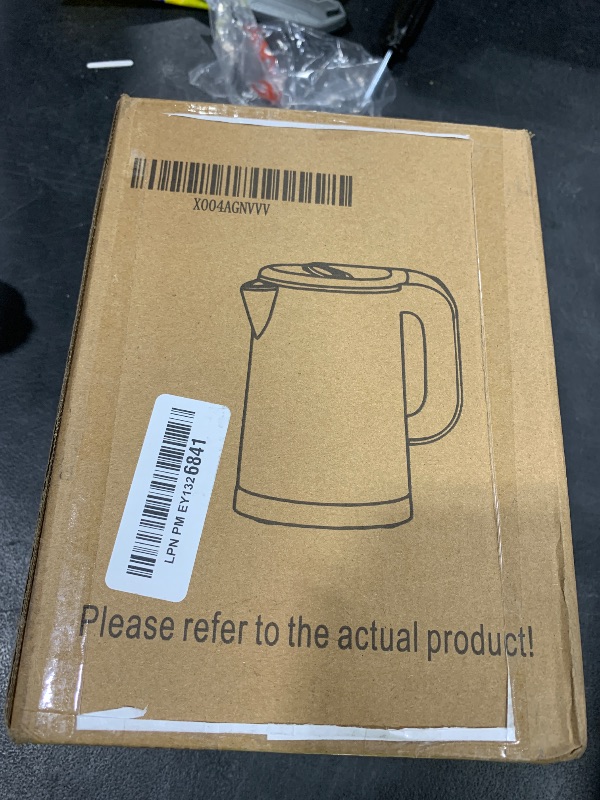 X004AGNVVV
LPN PM EY1326841
Please refer to the actual product!